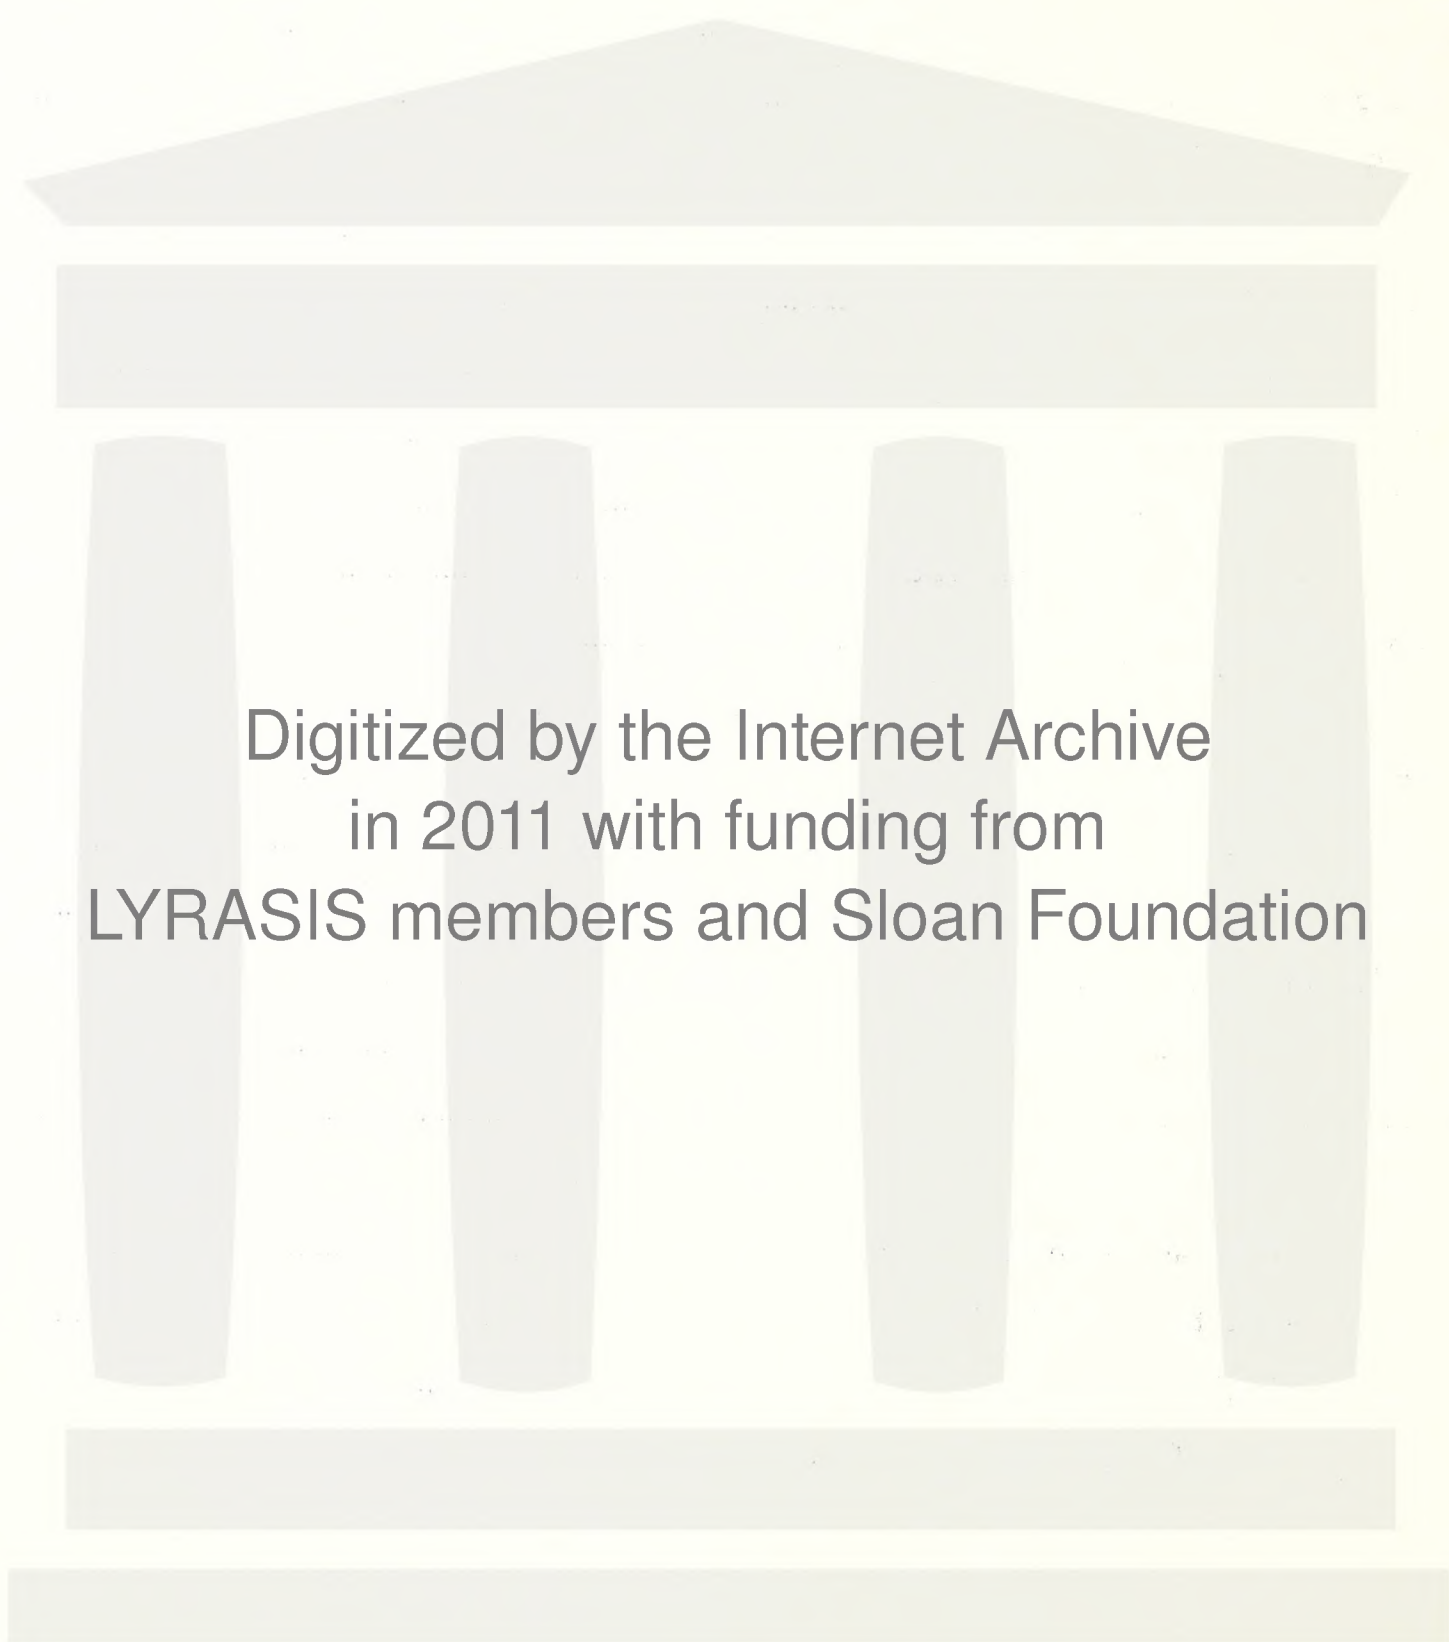 Digitized by the Internet Archive
in 2011 with funding from
LYRASIS members and Sloan Foundation